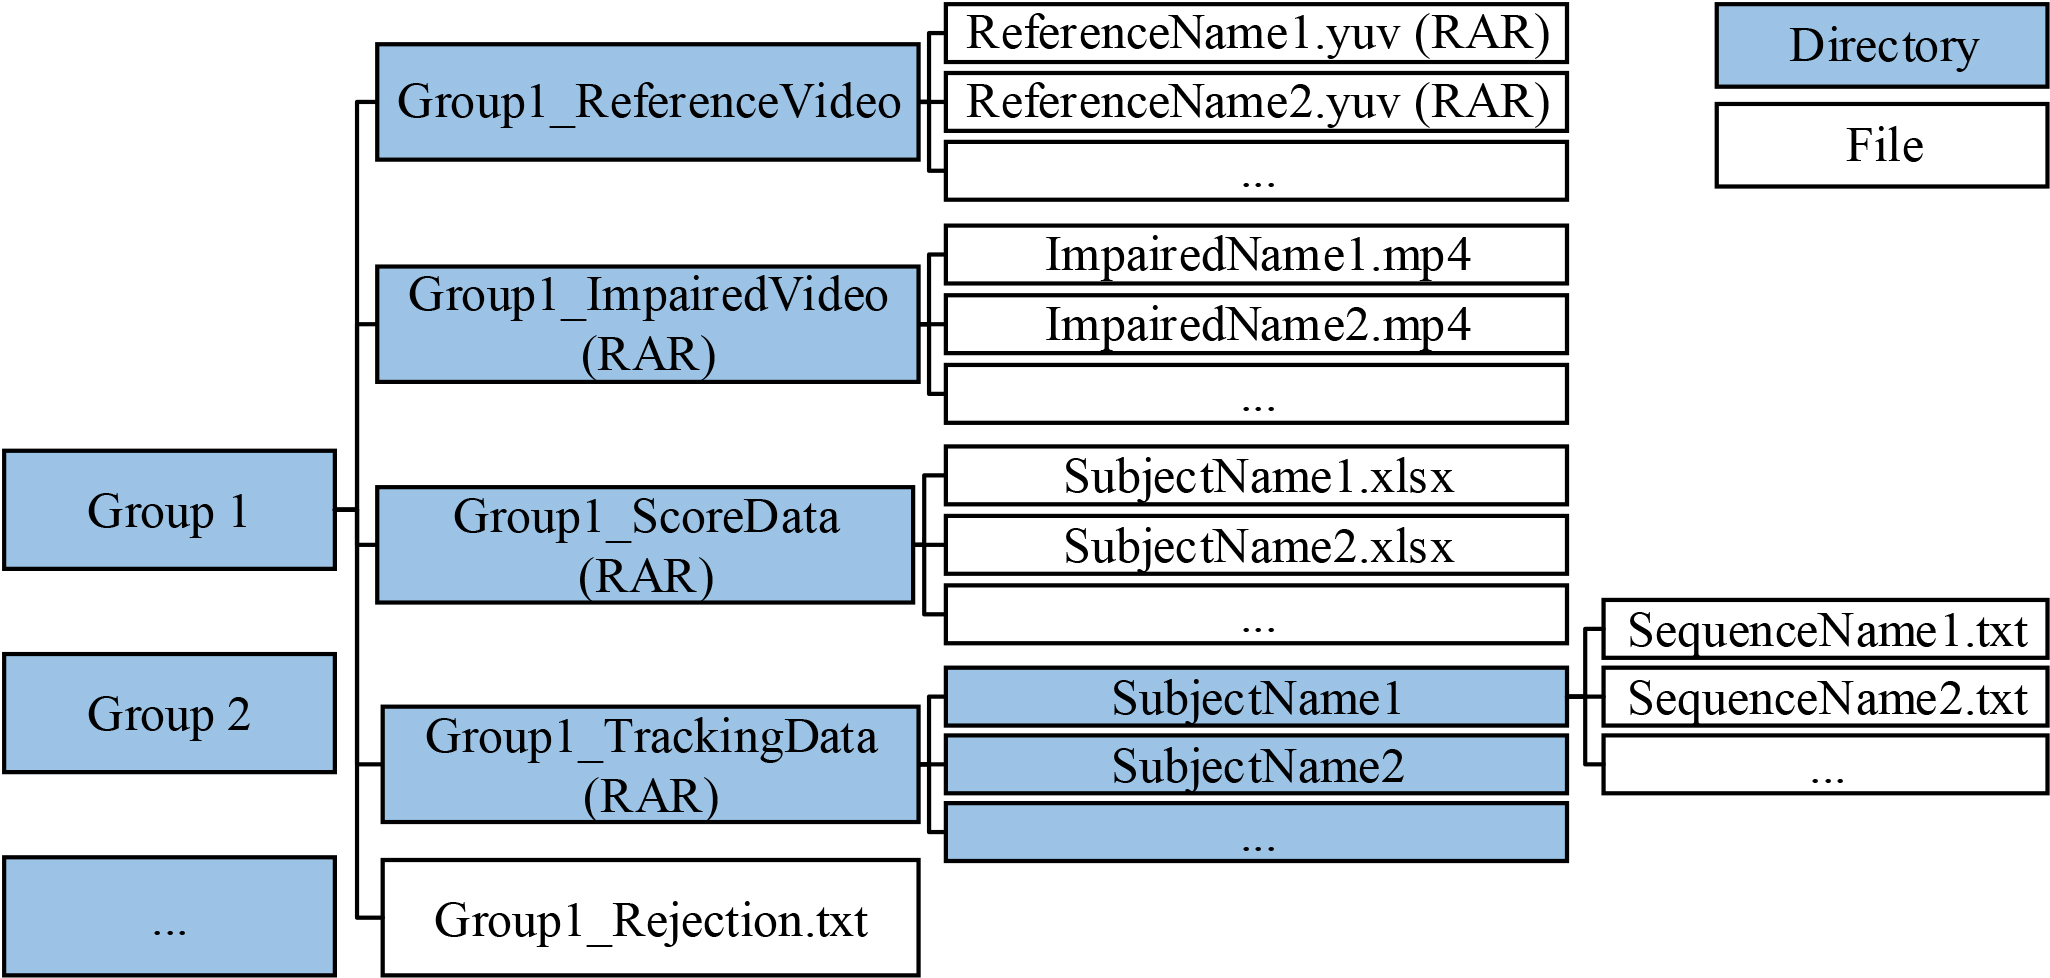 Group 1
Group 2
...
Group1_ReferenceVideo
Group1_ImpairedVideo
(RAR)
Group1_ScoreData
(RAR)
Group1_TrackingData
(RAR)
Group1_Rejection.txt
ReferenceName1.yuv (RAR)
ReferenceName2.yuv (RAR)
...
ImpairedName1.mp4
ImpairedName2.mp4
...
SubjectName1.xlsx
SubjectName2.xlsx
...
SubjectName1
SubjectName2
...
SequenceName1.txt
SequenceName2.txt
...
Directory
File